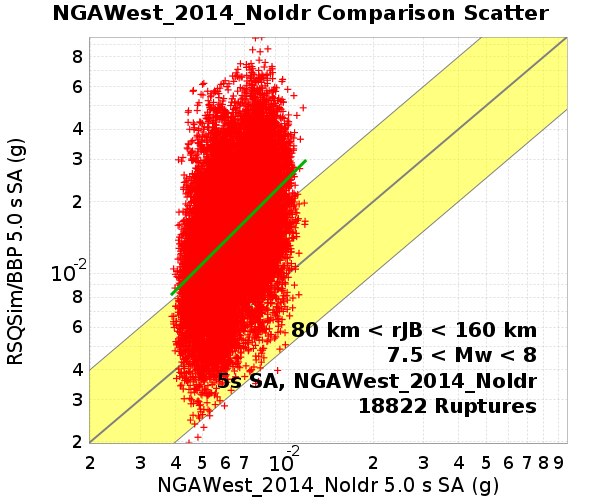 NGAWest_2014_NoIdr Comparison Scatter
8
6
4
3
2
10-2
8
6
4
3
2
RSQSim/BBP 5.0 s SA (g)
80 km < rJB < 160 km
7.5 < Mw < 8
5s SA, NGAWest_2014_NoIdr
18822 Ruptures
2 3 4 5 6 7 10-2 2 3 4 5 6 7 8 9
NGAWest_2014_NoIdr 5.0 s SA (g)